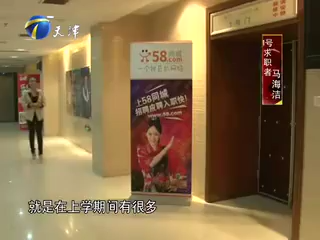 天津
58同城
58.com
一个神奇的网站
上58同城
招聘应聘人联快!
号求职者
马海洁
就是在上学期间有很多